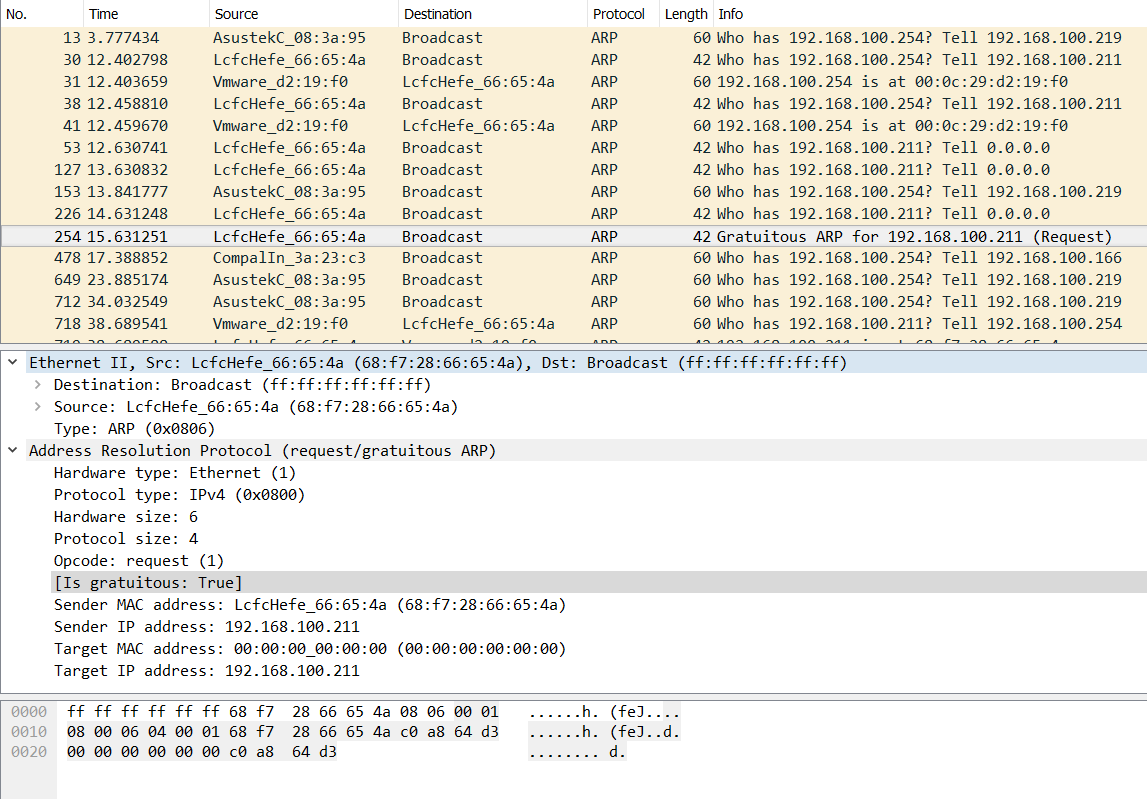 No. Time Source Destination Protocol Length Info
13 3.777434 AsustekC_08:3a:95 Broadcast ARP 60 Who has 192.168.100.254? Tell 192.168.100.219
30 12.402798 LcfcHefe_66:65:4a Broadcast ARP 42 Who has 192.168.100.254? Tell 192.168.100.211
31 12.403659 Vmware_d2:19:f0 LcfcHefe_66:65:4a ARP 60 192.168.100.254 is at 00:0c:29:d2:19:f0
38 12.458810 LcfcHefe_66:65:4a Broadcast ARP 42 Who has 192.168.100.254? Tell 192.168.100.211
41 12.459670 Vmware_d2:19:f0 LcfcHefe_66:65:4a ARP 60 192.168.100.254 is at 00:0c:29:d2:19:f0
53 12.630741 LcfcHefe_66:65:4a Broadcast ARP 42 Who has 192.168.100.211? Tell 0.0.0.0
127 13.630832 LcfcHefe_66:65:4a Broadcast ARP 42 Who has 192.168.100.211? Tell 0.0.0.0
153 13.841777 AsustekC_08:3a:95 Broadcast ARP 60 Who has 192.168.100.254? Tell 192.168.100.219
226 14.631248 LcfcHefe_66:65:4a Broadcast ARP 42 Who has 192.168.100.211? Tell 0.0.0.0
254 15.631251 LcfcHefe_66:65:4a Broadcast ARP 42 Gratuitous ARP for 192.168.100.211 (Request)
478 17.388852 CompalIn_3a:23:c3 Broadcast ARP 60 Who has 192.168.100.254? Tell 192.168.100.166
649 23.885174 AsustekC_08:3a:95 Broadcast ARP 60 Who has 192.168.100.254? Tell 192.168.100.219
712 34.032549 AsustekC_08:3a:95 Broadcast ARP 60 Who has 192.168.100.254? Tell 192.168.100.219
718 38.689541 Vmware_d2:19:f0 LcfcHefe_66:65:4a ARP 60 Who has 192.168.100.211? Tell 192.168.100.254
Ethernet II, Src: LcfcHefe_66:65:4a (68:f7:28:66:65:4a), Dst: Broadcast (ff:ff:ff:ff:ff:ff)
Destination: Broadcast (ff:ff:ff:ff:ff:ff)
Source: LcfcHefe_66:65:4a (68:f7:28:66:65:4a)
Type: ARP (0x0806)
Address Resolution Protocol (request/gratuitous ARP)
Hardware type: Ethernet (1)
Protocol type: IPv4 (0x0800)
Hardware size: 6
Protocol size: 4
Opcode: request (1)
[Is gratuitous: True]
Sender MAC address: LcfcHefe_66:65:4a (68:f7:28:66:65:4a)
Sender IP address: 192.168.100.211
Target MAC address: 00:00:00_00:00:00 (00:00:00:00:00:00)
Target IP address: 192.168.100.211
0000 ff ff ff ff ff ff 68 f7 28 66 65 4a 08 06 00 01 ......h. (feJ....
0010 08 00 06 04 00 01 68 f7 28 66 65 4a c0 a8 64 d3 ......h. (feJ..d.
0020 00 00 00 00 00 00 c0 a8 64 d3 ........ d.